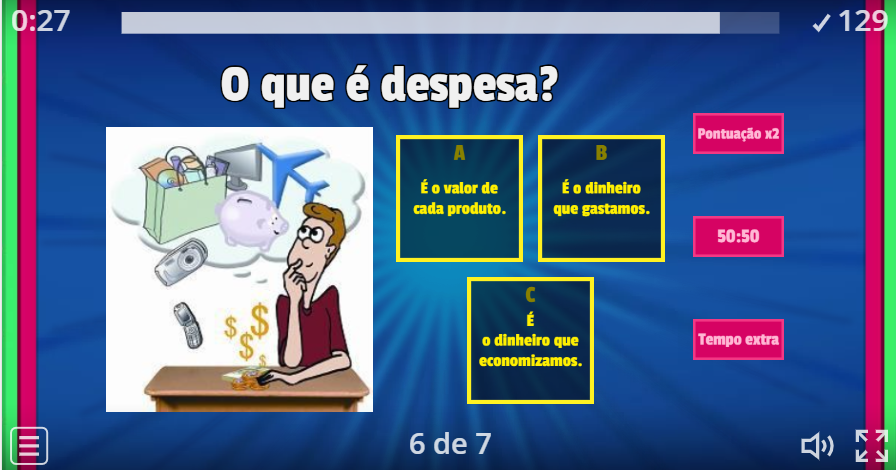 0:27
✓ 129
O que é despesa?
A
É o valor de
cada produto.
B
É o dinheiro
que gastamos.
C
É
o dinheiro que
economizamos.
Pontuação x2
50:50
Tempo extra
$ $ $ $
6 de 7